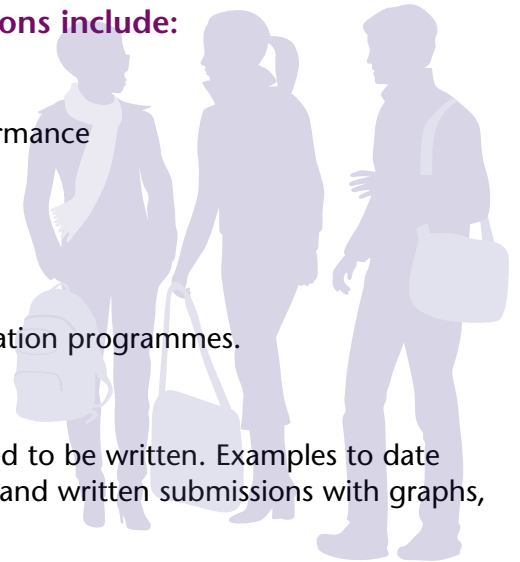 ons include:
rmance
ation programmes.
d to be written. Examples to date
and written submissions with graphs,